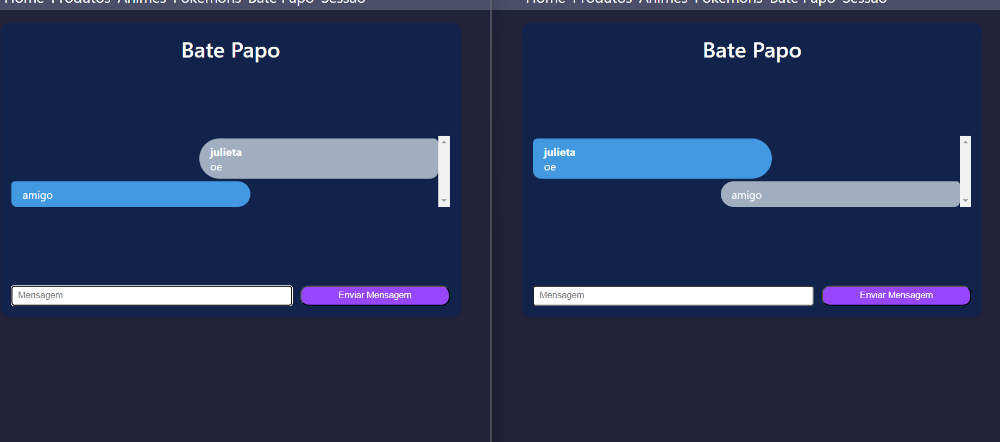 Home Produtos Animes Pokemons Bate Papo Sessão
Bate Papo
julieta
oe
amigo
Mensagem
Enviar Mensagem
Home Produtos Animes Pokemons Bate Papo Sessão
Bate Papo
julieta
oe
amigo
Mensagem
Enviar Mensagem